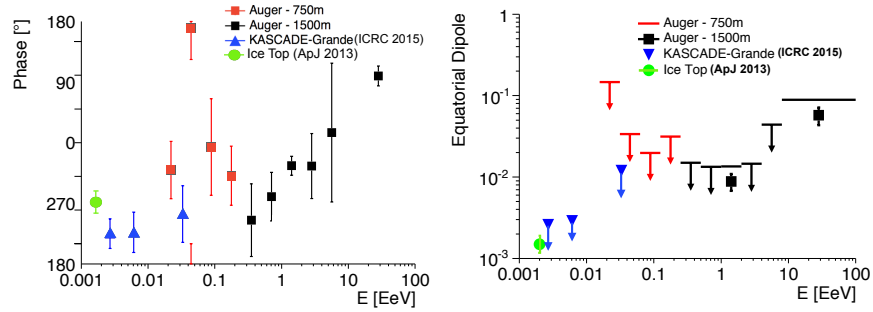 Phase [°]
180
90
0
270
180
0.001
0.01
0.1
1
10
100
E [EeV]
Auger - 750m
Auger - 1500m
KASCADE-Grande(ICRC 2015)
Ice Top (ApJ 2013)
Equatorial Dipole
1
10-1
10-2
10-3
0.001
0.01
0.1
1
10
100
E [EeV]
Auger - 750m
Auger - 1500m
KASCADE-Grande (ICRC 2015)
Ice Top (ApJ 2013)